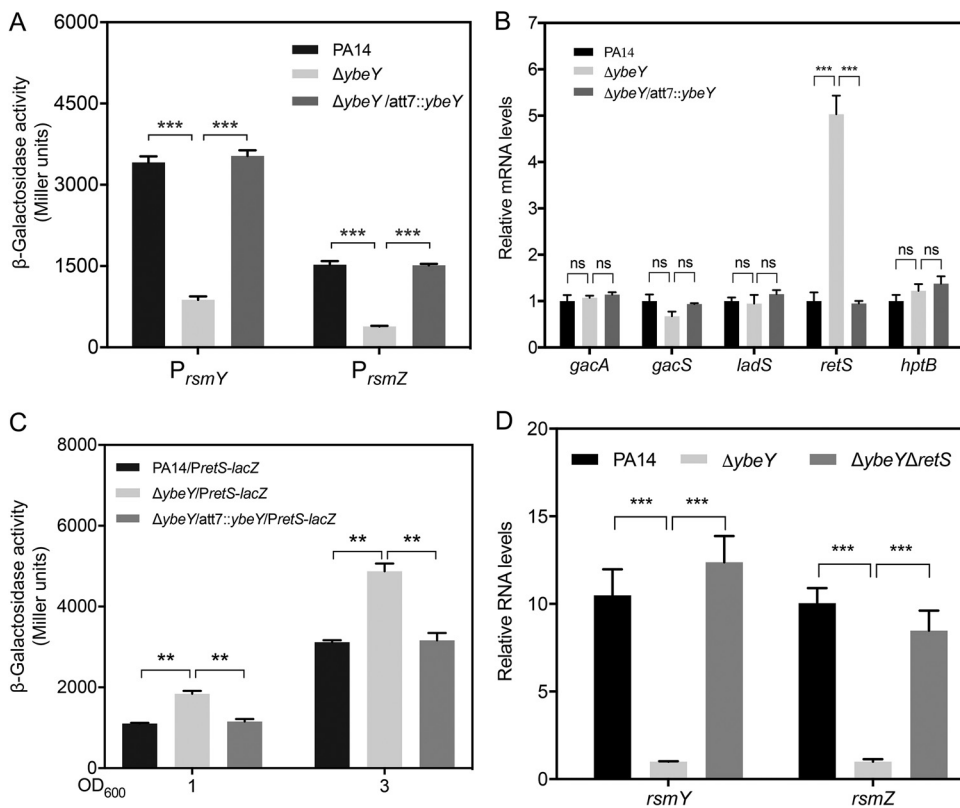 A
β-Galactosidase activity
(Miller units)
6000
4500
3000
1500
0
PA14
ΔybeY
ΔybeY /att7::ybeY
*** ***
*** ***
PrsmY PrsmZ
B
Relative mRNA levels
7
6
5
4
3
2
1
0
PA14
ΔybeY
ΔybeY/att7::ybeY
*** ***
ns ns ns ns ns ns ns ns
gacA gacS ladS retS hptB
C
β-Galactosidase activity
(Miller units)
8000
6000
4000
2000
0
PA14/PretS-lacZ
ΔybeY/PretS-lacZ
ΔybeY/att7::ybeY/PretS-lacZ
** **
** **
OD600 1 3
D
Relative RNA levels
20
15
10
5
0
PA14 ΔybeY ΔybeYΔretS
*** ***
*** ***
rsmY rsmZ